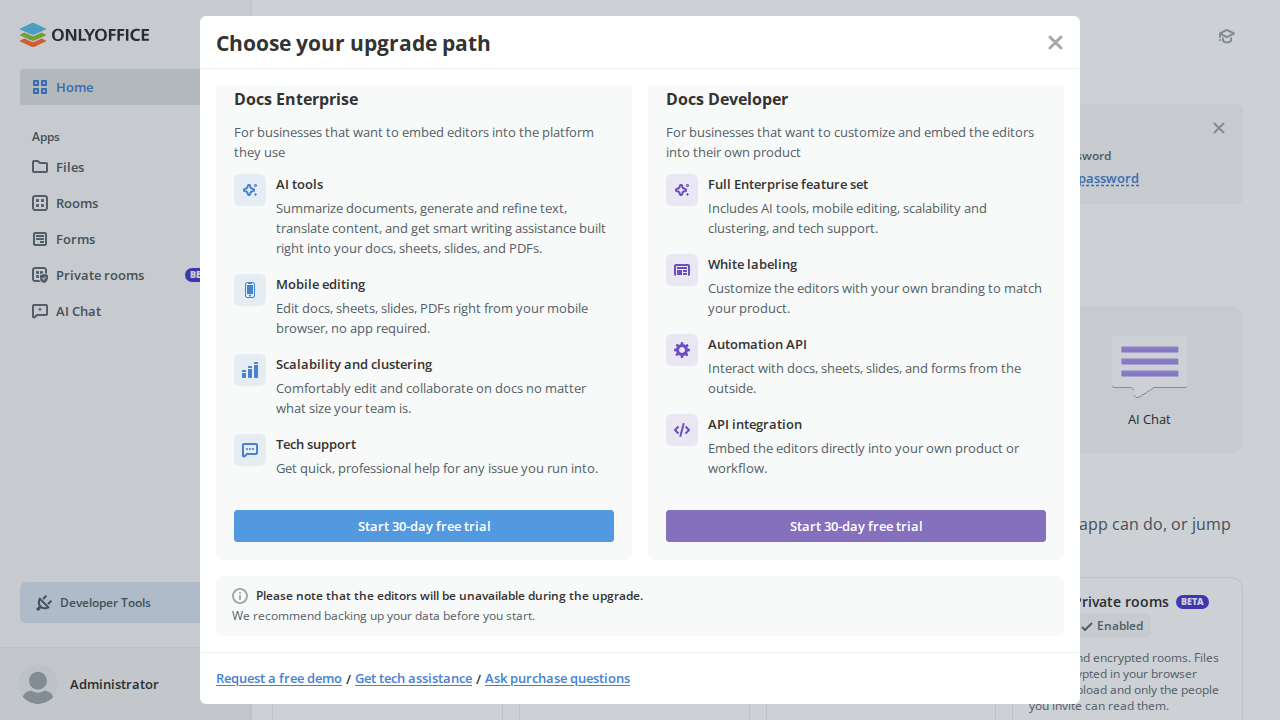 ONLYOFFICE
Home
Apps
Files
Rooms
Forms
Private rooms
AI Chat
Developer Tools
Administrator
Choose your upgrade path
Docs Enterprise
For businesses that want to embed editors into the platform
they use
AI tools
Summarize documents, generate and refine text,
translate content, and get smart writing assistance built
right into your docs, sheets, slides, and PDFs.
Mobile editing
Edit docs, sheets, slides, PDFs right from your mobile
browser, no app required.
Scalability and clustering
Comfortably edit and collaborate on docs no matter
what size your team is.
Tech support
Get quick, professional help for any issue you run into.
Start 30-day free trial
Docs Developer
For businesses that want to customize and embed the editors
into their own product
Full Enterprise feature set
Includes AI tools, mobile editing, scalability and
clustering, and tech support.
White labeling
Customize the editors with your own branding to match
your product.
Automation API
Interact with docs, sheets, slides, and forms from the
outside.
API integration
Embed the editors directly into your own product or
workflow.
Start 30-day free trial
Please note that the editors will be unavailable during the upgrade.
We recommend backing up your data before you start.
Request a free demo / Get tech assistance / Ask purchase questions
password
AI Chat
app can do, or jump
Private rooms BETA
Enabled
encrypted rooms. Files
in your browser
and only the people
you invite can read them.